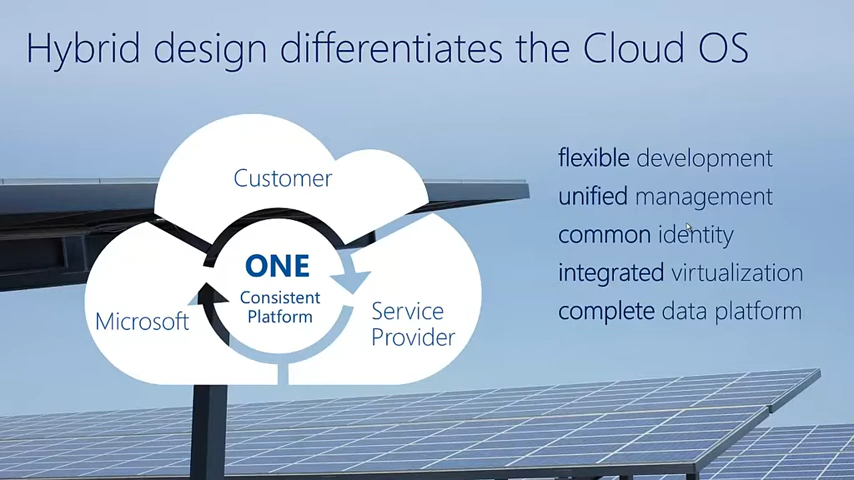 Hybrid design differentiates the Cloud OS
Customer
ONE
Consistent
Platform
Microsoft
Service
Provider
flexible development
unified management
common identity
integrated virtualization
complete data platform